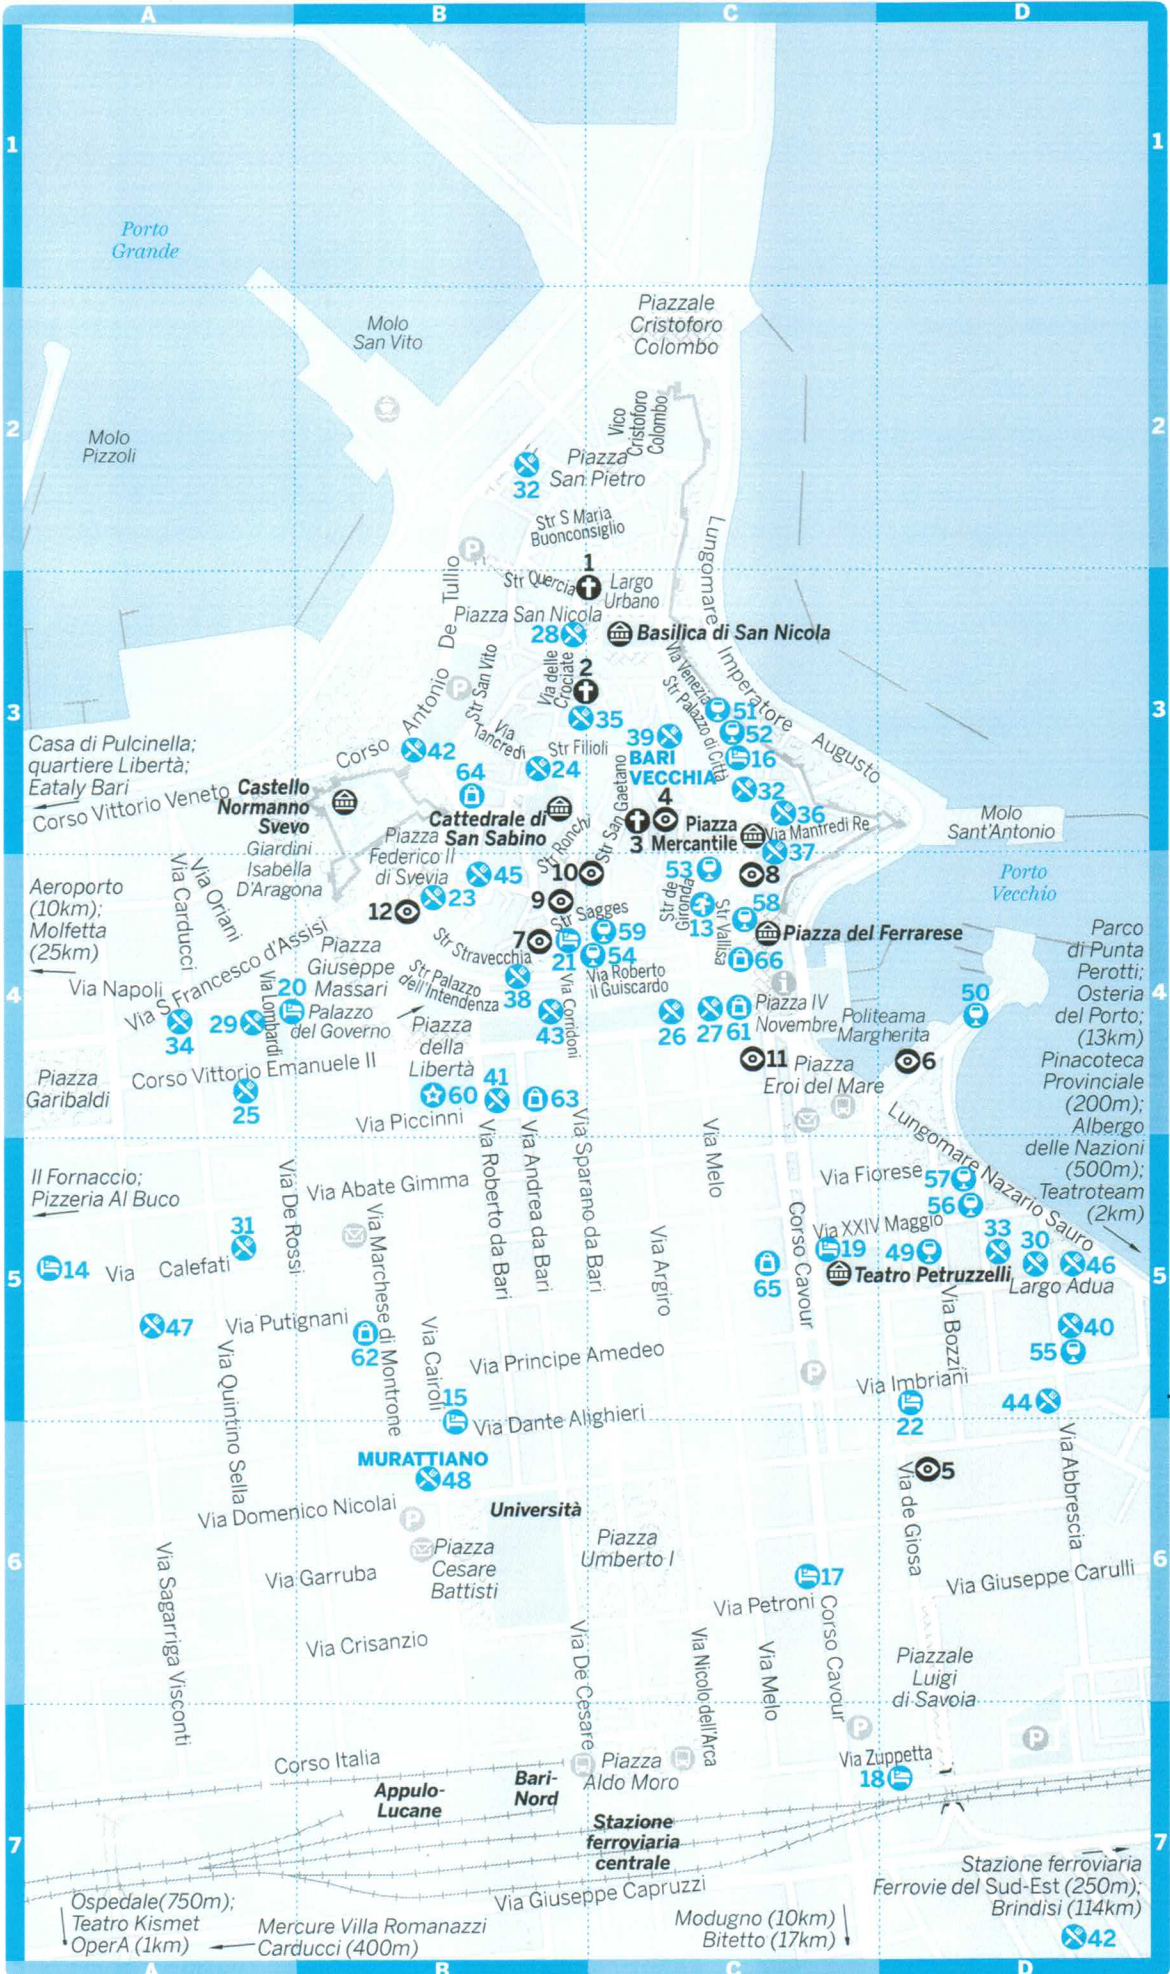 A
B
C
D
1
1
Porto
Grande
Piazzale
Cristoforo
Colombo
Molo
San Vito
Vico
Cristoforo
Colombo
2
2
Molo
Pizzoli
Piazza
San Pietro
32
Str S Maria
Buonconsiglio
Lungomare Imperatore Augusto
P
1
Str Quercia
Largo
Urbano
Corso Antonio De Tullio
Piazza San Nicola
28
Basilica di San Nicola
Via delle
Crociate
2
Str San Vito
Via Venezia
Str Palazzo di Città
P
3
3
35
51
52
Via
Tancredi
Str Filioli
39
BARI
VECCHIA
16
42
24
Casa di Pulcinella;
quartiere Libertà;
Eataly Bari
64
32
Castello
Normanno
Svevo
Corso Vittorio Veneto
Cattedrale di
San Sabino
Str San Gaetano
4
3
36
Piazza
Mercantile
Via Manfredi Re
Molo
Sant'Antonio
Str Ronchi
37
Giardini
Isabella
D'Aragona
Piazza
Federico II
di Svevia
Via Carducci
Via Oriani
45
10
53
8
Porto
Vecchio
Aeroporto
(10km);
Molfetta
(25km)
23
12
9
Str Sagges
Str de
Gironda
13
Str Vallisa
58
59
7
21
54
Piazza del Ferrarese
66
Parco
di Punta
Perotti;
Osteria
del Porto;
(13km)
Pinacoteca
Provinciale
(200m);
Albergo
delle Nazioni
(500m);
Teatroteam
(2km)
Via S Francesco d'Assisi
Piazza
Giuseppe
Massari
Str Stravecchia
Str Palazzo
dell'Intendenza
38
Via Roberto
il Guiscardo
Via Napoli
4
4
20
Via Lombardi
Palazzo
del Governo
50
34
29
43
Via Corridoni
26
27
61
Piazza IV
Novembre
Politeama
Margherita
Piazza
della
Libertà
11
6
Corso Vittorio Emanuele II
Piazza
Eroi del Mare
Piazza
Garibaldi
25
60
41
63
Via Piccinni
Lungomare Nazario Sauro
Via Roberto da Bari
Via Andrea da Bari
Via Sparano da Bari
Via Melo
Il Fornaccio;
Pizzeria Al Buco
Via De Rossi
Via Abate Gimma
Via Fiorese
57
56
Via Marchese di Montrone
Corso Cavour
Via XXIV Maggio
33
30
31
19
49
46
14
Via Calefati
Via Argiro
65
Teatro Petruzzelli
Largo Adua
5
5
47
Via Putignani
62
Via Cairoli
Via Bozzi
40
55
Via Quintino Sella
Via Principe Amedeo
P
Via Imbriani
15
22
44
Via Dante Alighieri
MURATTIANO
48
Via de Giosa
5
Via Abbrescia
Via Domenico Nicolai
P
Università
Via Sagarriga Visconti
Piazza
Cesare
Battisti
Piazza
Umberto I
6
6
Via Garruba
17
Via Giuseppe Carulli
Via Petroni
Corso Cavour
Via Crisanzio
Via De Cesare
Via Nicolo dell'Arca
Via Melo
Piazzale
Luigi
di Savoia
P
P
Corso Italia
Piazza
Aldo Moro
Via Zuppetta
18
Appulo-
Lucane
Bari-
Nord
Stazione
ferroviaria
centrale
7
7
Stazione ferroviaria
Ferrovie del Sud-Est (250m);
Brindisi (114km)
Via Giuseppe Capruzzi
Ospedale(750m);
Teatro Kismet
OperA (1km)
Mercure Villa Romanazzi
Carducci (400m)
Modugno (10km)
Bitetto (17km)
42
A
B
C
D